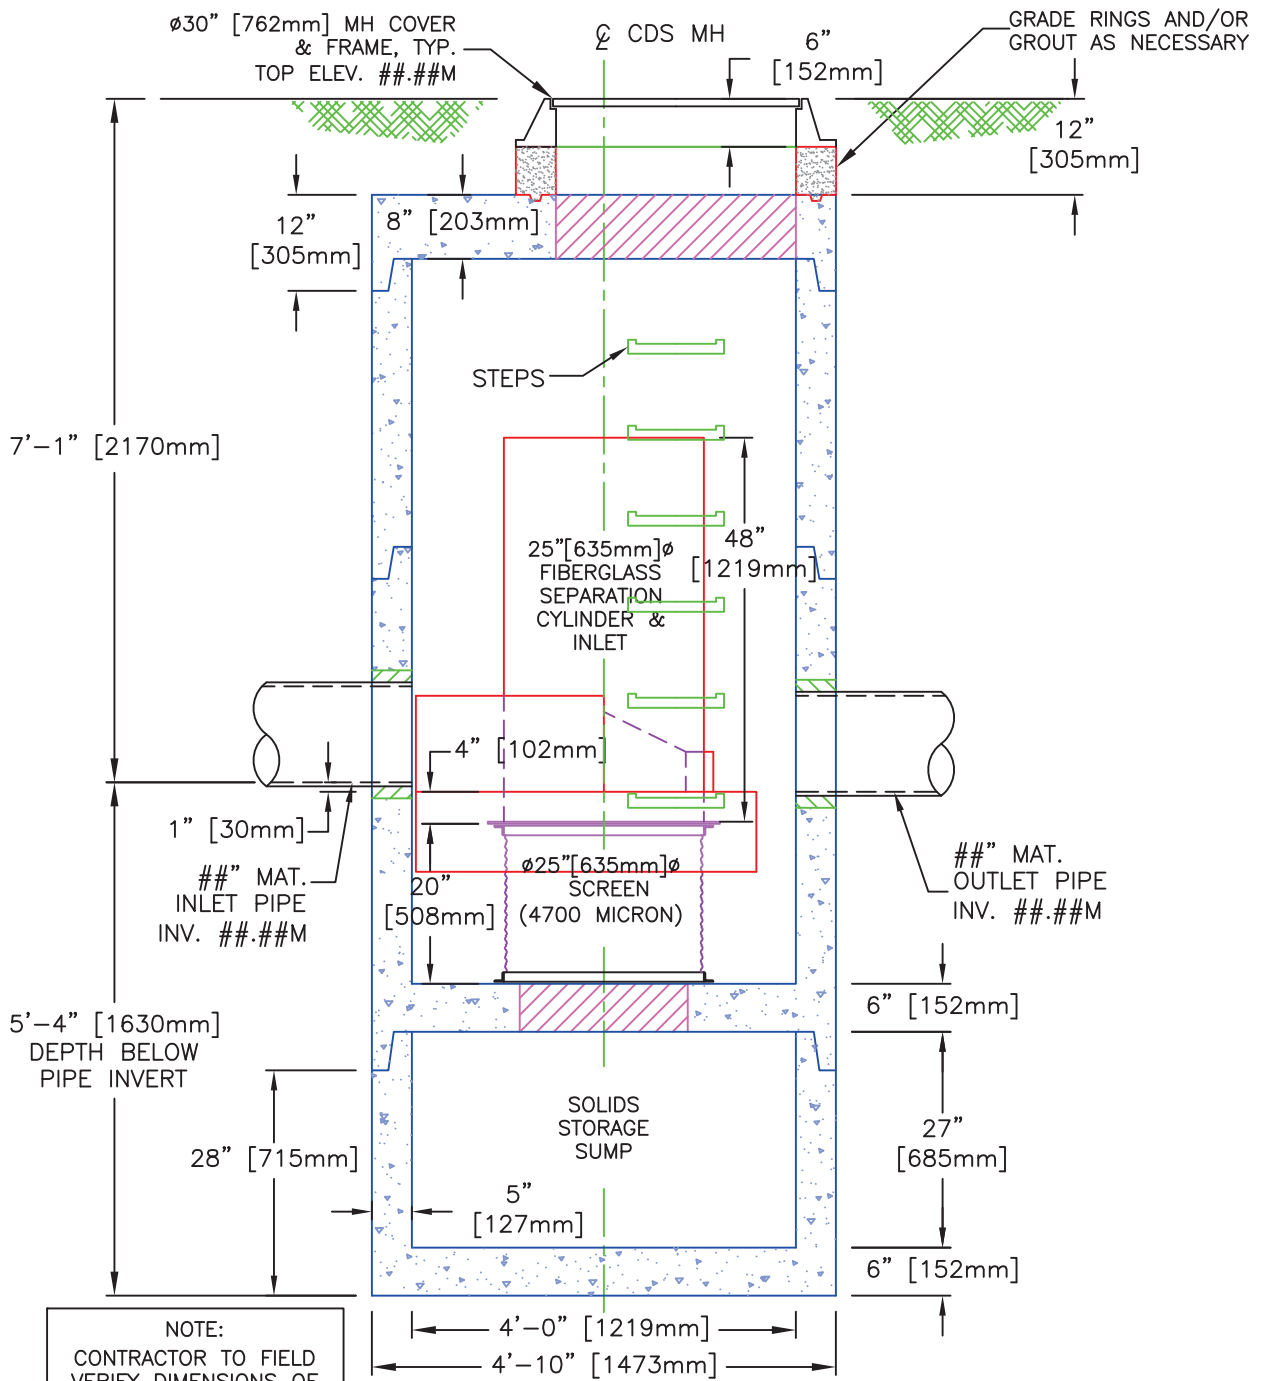 ø30" [762mm] MH COVER
& FRAME, TYP.
TOP ELEV. ##.##M
℄ CDS MH
6"
[152mm]
GRADE RINGS AND/OR
GROUT AS NECESSARY
12"
[305mm]
12"
[305mm]
8" [203mm]
STEPS
7'-1" [2170mm]
25"[635mm]ø
FIBERGLASS
SEPARATION
CYLINDER &
INLET
48"
[1219mm]
4" [102mm]
1" [30mm]
##" MAT.
INLET PIPE
INV. ##.##M
ø25"[635mm]ø
SCREEN
(4700 MICRON)
20"
[508mm]
##" MAT.
OUTLET PIPE
INV. ##.##M
6" [152mm]
5'-4" [1630mm]
DEPTH BELOW
PIPE INVERT
28" [715mm]
SOLIDS
STORAGE
SUMP
27"
[685mm]
5"
[127mm]
6" [152mm]
4'-0" [1219mm]
4'-10" [1473mm]
NOTE:
CONTRACTOR TO FIELD
VERIFY DIMENSIONS OF